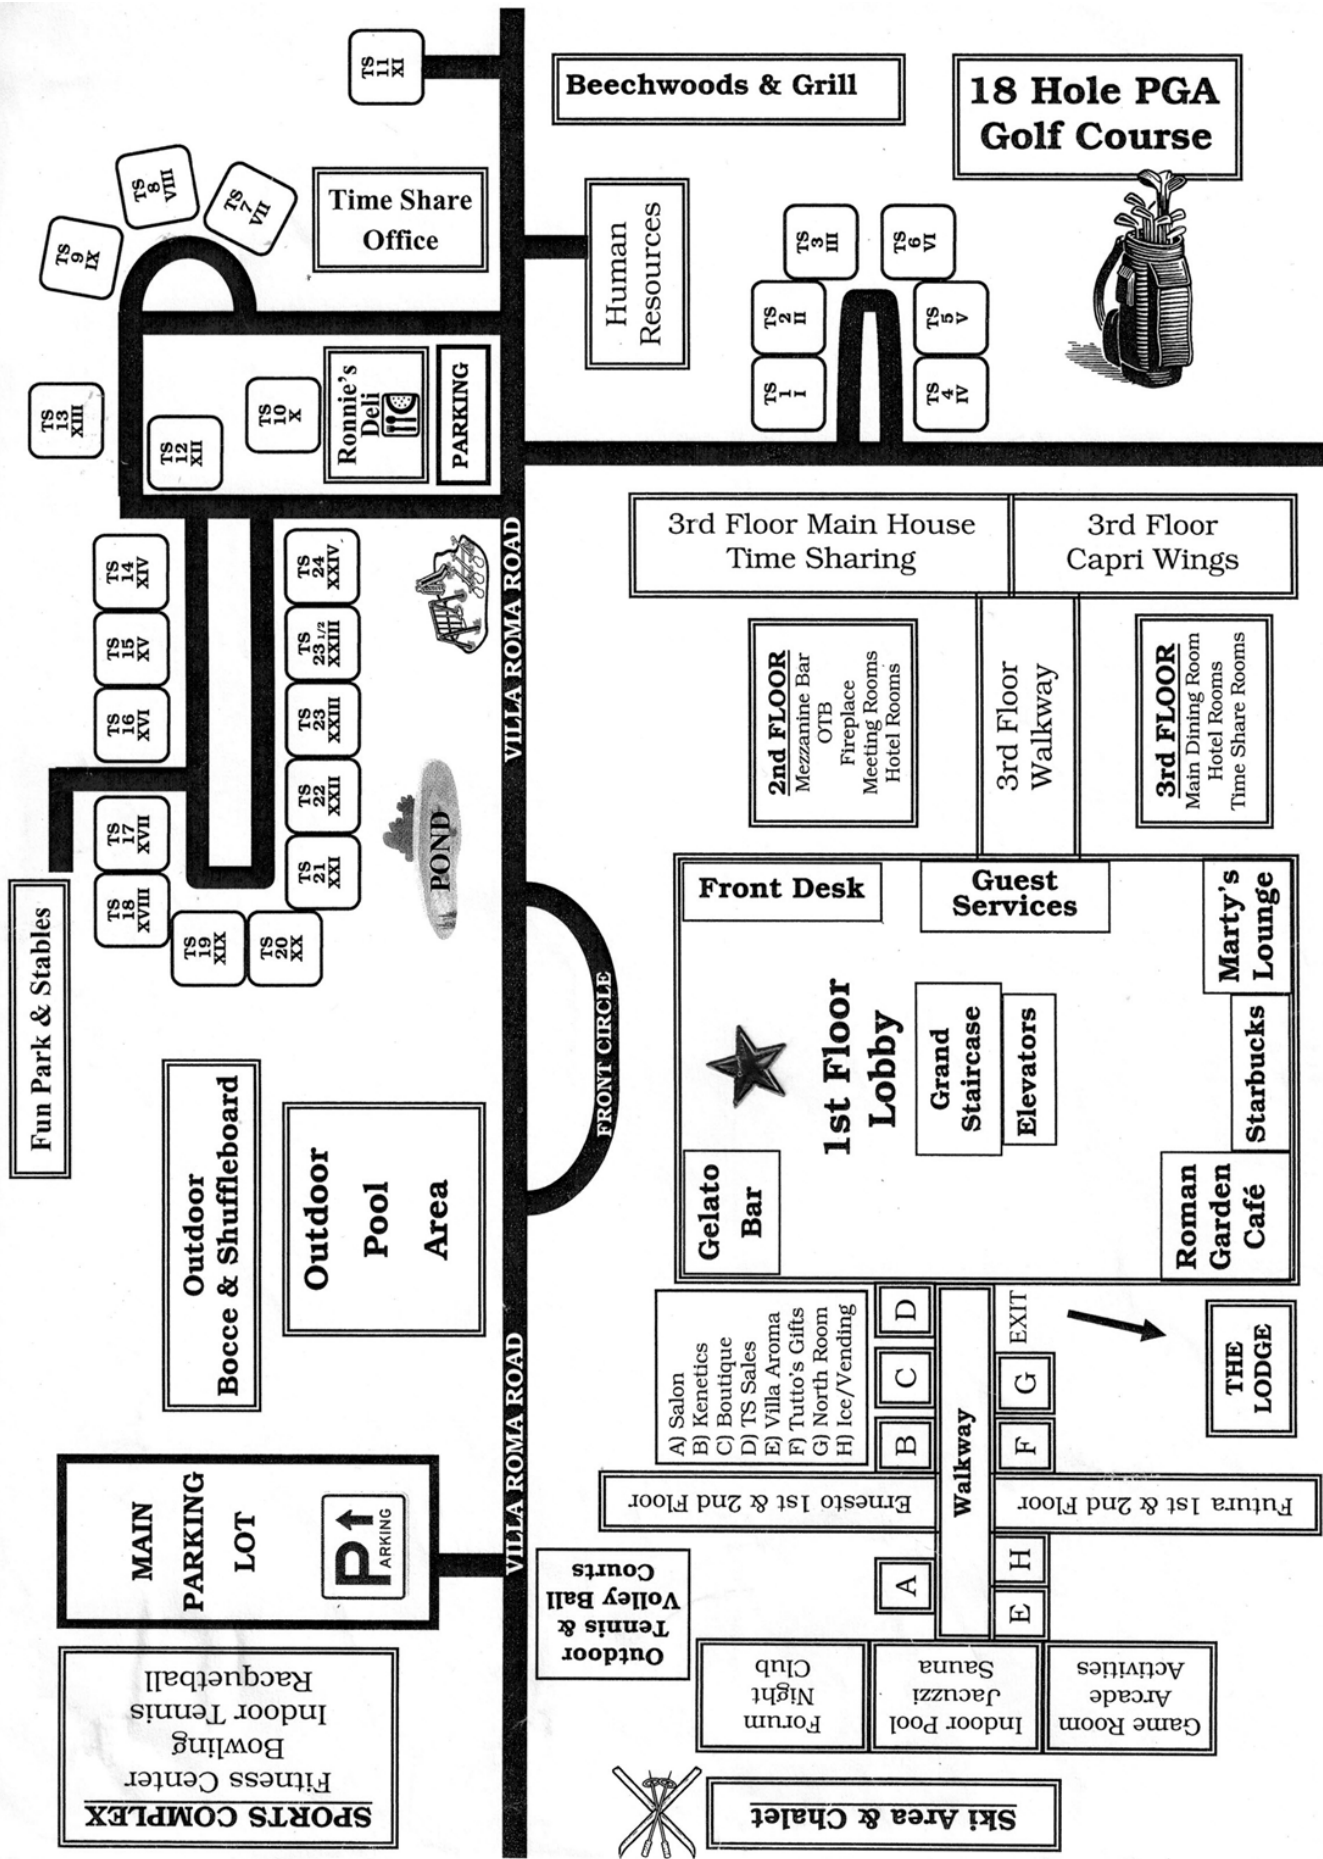 TS
11
XI
Beechwoods & Grill
18 Hole PGA
Golf Course
TS
8
VIII
TS
7
VII
TS
9
IX
Time Share
Office
Human
Resources
TS
3
III
TS
6
VI
TS
2
II
TS
5
V
TS
1
I
TS
4
IV
TS
13
XIII
TS
12
XII
TS
10
X
Ronnie's
Deli
PARKING
3rd Floor Main House
Time Sharing
3rd Floor
Capri Wings
TS
14
XIV
TS
24
XXIV
TS
15
XV
TS
23 1/2
XXIII
TS
16
XVI
TS
23
XXIII
TS
17
XVII
TS
22
XXII
TS
18
XVIII
TS
21
XXI
TS
19
XIX
TS
20
XX
VILLA ROMA ROAD
POND
2nd FLOOR
Mezzanine Bar
OTB
Fireplace
Meeting Rooms
Hotel Rooms
3rd Floor
Walkway
3rd FLOOR
Main Dining Room
Hotel Rooms
Time Share Rooms
Fun Park & Stables
Front Desk
Guest
Services
Marty's
Lounge
FRONT CIRCLE
1st Floor
Lobby
Grand
Staircase
Elevators
Starbucks
Outdoor
Bocce & Shuffleboard
Outdoor
Pool
Area
Gelato
Bar
Roman
Garden
Café
A) Salon
B) Kenetics
C) Boutique
D) TS Sales
E) Villa Aroma
F) Tutto's Gifts
G) North Room
H) Ice/Vending
D
C
B
EXIT
G
F
THE
LODGE
VILLA ROMA ROAD
MAIN
PARKING
LOT
P
ARKING
Ernesto 1st & 2nd Floor
Walkway
Futura 1st & 2nd Floor
A
H
E
Outdoor
Tennis &
Volley Ball
Courts
SPORTS COMPLEX
Fitness Center
Bowling
Indoor Tennis
Racquetball
Forum
Night
Club
Indoor Pool
Jacuzzi
Sauna
Game Room
Arcade
Activities
Ski Area & Chalet